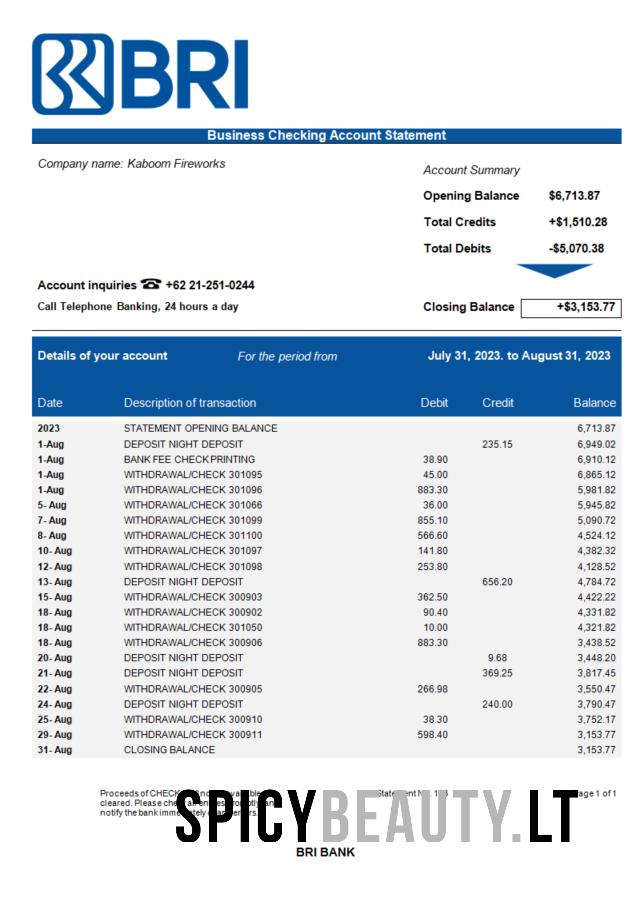 BRI
Business Checking Account Statement
Company name: Kaboom Fireworks
Account Summary
Opening Balance $6,713.87
Total Credits +$1,510.28
Total Debits -$5,070.38
Account inquiries ☎ +62 21-251-0244
Call Telephone Banking, 24 hours a day
Closing Balance +$3,153.77
Details of your account For the period from July 31, 2023. to August 31, 2023
Date Description of transaction Debit Credit Balance
2023 STATEMENT OPENING BALANCE 6,713.87
1-Aug DEPOSIT NIGHT DEPOSIT 235.15 6,949.02
1-Aug BANK FEE CHECK PRINTING 38.90 6,910.12
1-Aug WITHDRAWAL/CHECK 301095 45.00 6,865.12
1-Aug WITHDRAWAL/CHECK 301096 883.30 5,981.82
5- Aug WITHDRAWAL/CHECK 301066 36.00 5,945.82
7- Aug WITHDRAWAL/CHECK 301099 855.10 5,090.72
8- Aug WITHDRAWAL/CHECK 301100 566.60 4,524.12
10- Aug WITHDRAWAL/CHECK 301097 141.80 4,382.32
12- Aug WITHDRAWAL/CHECK 301098 253.80 4,128.52
13- Aug DEPOSIT NIGHT DEPOSIT 656.20 4,784.72
15- Aug WITHDRAWAL/CHECK 300903 362.50 4,422.22
18- Aug WITHDRAWAL/CHECK 300902 90.40 4,331.82
18- Aug WITHDRAWAL/CHECK 301050 10.00 4,321.82
18- Aug WITHDRAWAL/CHECK 300906 883.30 3,438.52
20- Aug DEPOSIT NIGHT DEPOSIT 9.68 3,448.20
21- Aug DEPOSIT NIGHT DEPOSIT 369.25 3,817.45
22- Aug WITHDRAWAL/CHECK 300905 266.98 3,550.47
24- Aug DEPOSIT NIGHT DEPOSIT 240.00 3,790.47
25- Aug WITHDRAWAL/CHECK 300910 38.30 3,752.17
29- Aug WITHDRAWAL/CHECK 300911 598.40 3,153.77
31- Aug CLOSING BALANCE 3,153.77
Proceeds of Page 1 of 1
cleared. Please
notify the bank
SPICYBEAUTY.LT
BRI BANK